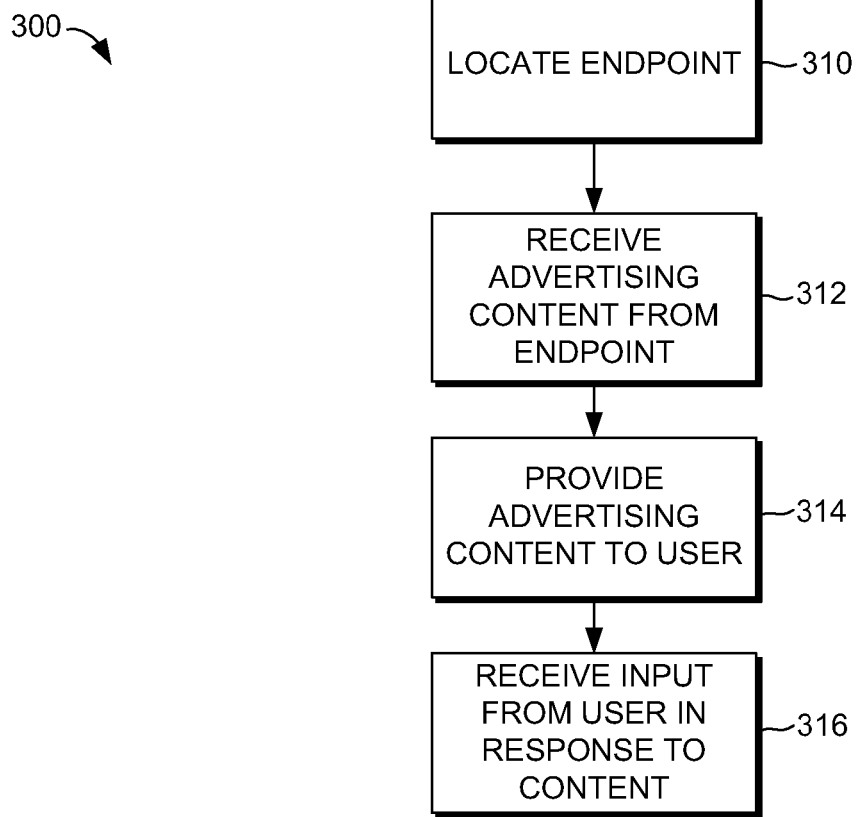 300
LOCATE ENDPOINT
310
RECEIVE
ADVERTISING
CONTENT FROM
ENDPOINT
312
PROVIDE
ADVERTISING
CONTENT TO USER
314
RECEIVE INPUT
FROM USER IN
RESPONSE TO
CONTENT
316